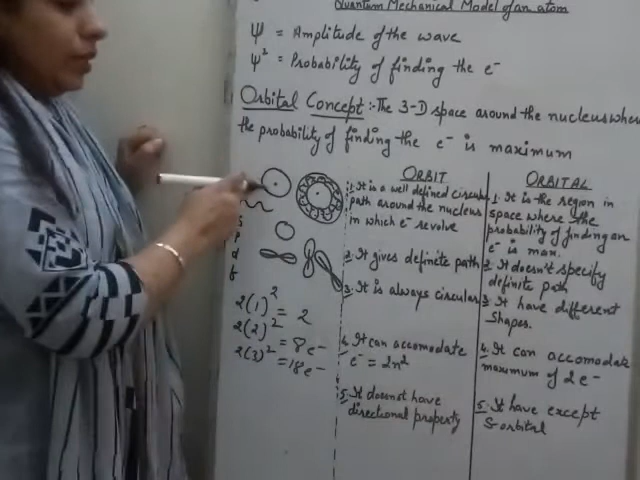 Quantum Mechanical Model of an atom
Ψ = Amplitude of the wave
Ψ² = Probability of finding the e⁻
Orbital Concept :- The 3-D space around the nucleus where
the probability of finding the e⁻ is maximum
s
p
d
f
2(1)² = 2
2(2)² = 8e⁻
2(3)² = 18e⁻
ORBIT
1. It is a well defined circular
path around the nucleus
in which e⁻ revolve
2. It gives definite path
3. It is always circular
4. It can accomodate
e⁻ = 2n²
5. It doesnot have
directional property
ORBITAL
1. It is the region in
space where the
probability of finding an
e⁻ is max.
2. It doesn't specify
definite path
3. It have different
shapes.
4. It can accomodate
maximum of 2e⁻
5. It have except
S-orbital